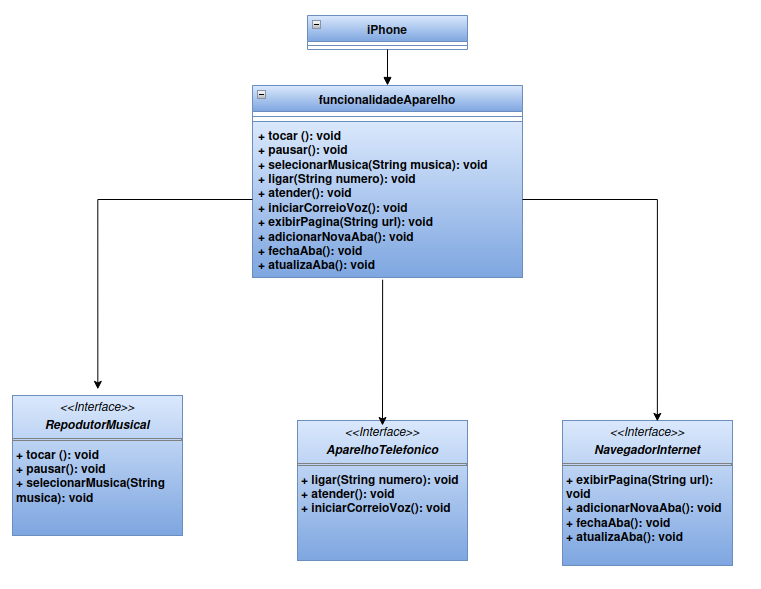 iPhone
funcionalidadeAparelho
+ tocar (): void
+ pausar(): void
+ selecionarMusica(String musica): void
+ ligar(String numero): void
+ atender(): void
+ iniciarCorreioVoz(): void
+ exibirPagina(String url): void
+ adicionarNovaAba(): void
+ fechaAba(): void
+ atualizaAba(): void
<<Interface>>
RepodutorMusical
+ tocar (): void
+ pausar(): void
+ selecionarMusica(String
musica): void
<<Interface>>
AparelhoTelefonico
+ ligar(String numero): void
+ atender(): void
+ iniciarCorreioVoz(): void
<<Interface>>
NavegadorInternet
+ exibirPagina(String url):
void
+ adicionarNovaAba(): void
+ fechaAba(): void
+ atualizaAba(): void